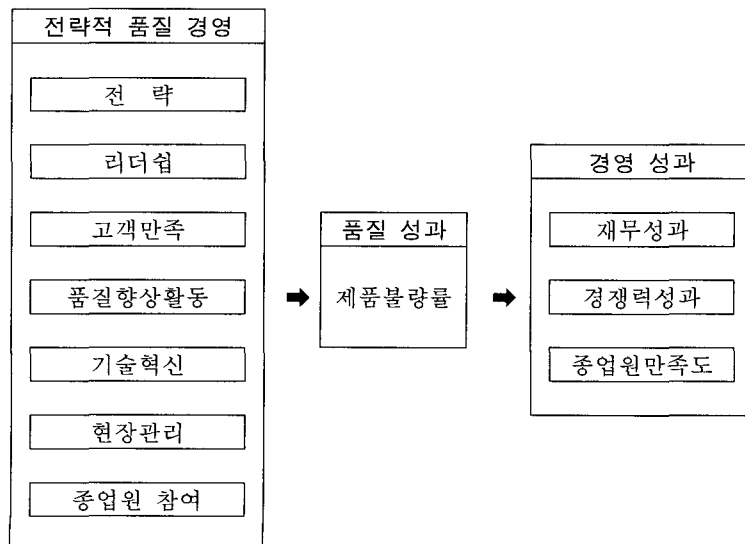 전략적 품질 경영
전 략
리더쉽
고객만족
품질향상활동
기술혁신
현장관리
종업원 참여
품질 성과
제품불량률
경영 성과
재무성과
경쟁력성과
종업원만족도